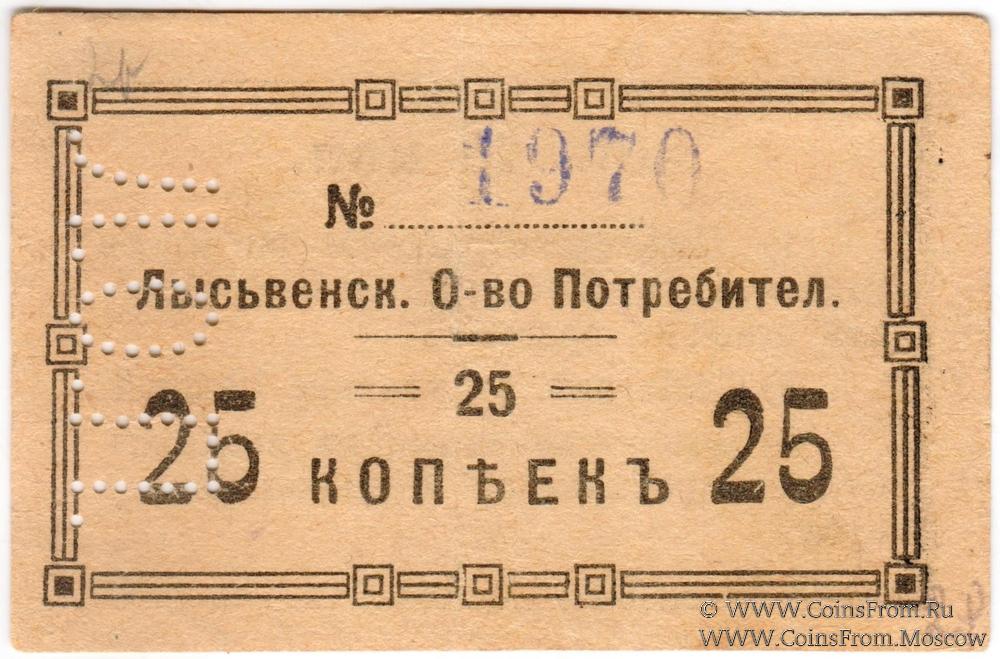 1970
№
Лысьвенск. О-во Потребител.
25
25 КОПѢЕКЪ 25
© WWW.CoinsFrom.Ru
WWW.CoinsFrom.Moscow